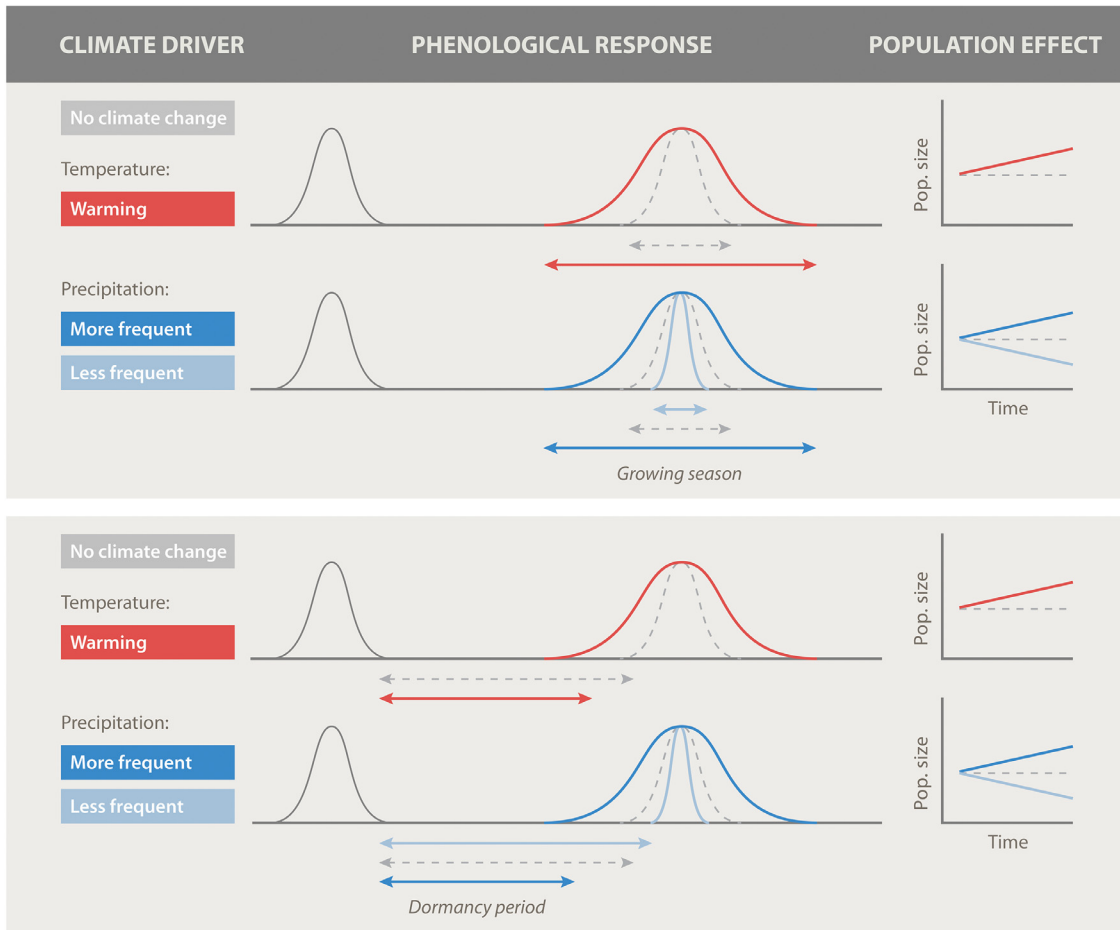 CLIMATE DRIVER
PHENOLOGICAL RESPONSE
POPULATION EFFECT
No climate change
Temperature:
Warming
Pop. size
Precipitation:
More frequent
Less frequent
Pop. size
Time
Growing season
No climate change
Temperature:
Warming
Pop. size
Precipitation:
More frequent
Less frequent
Pop. size
Time
Dormancy period